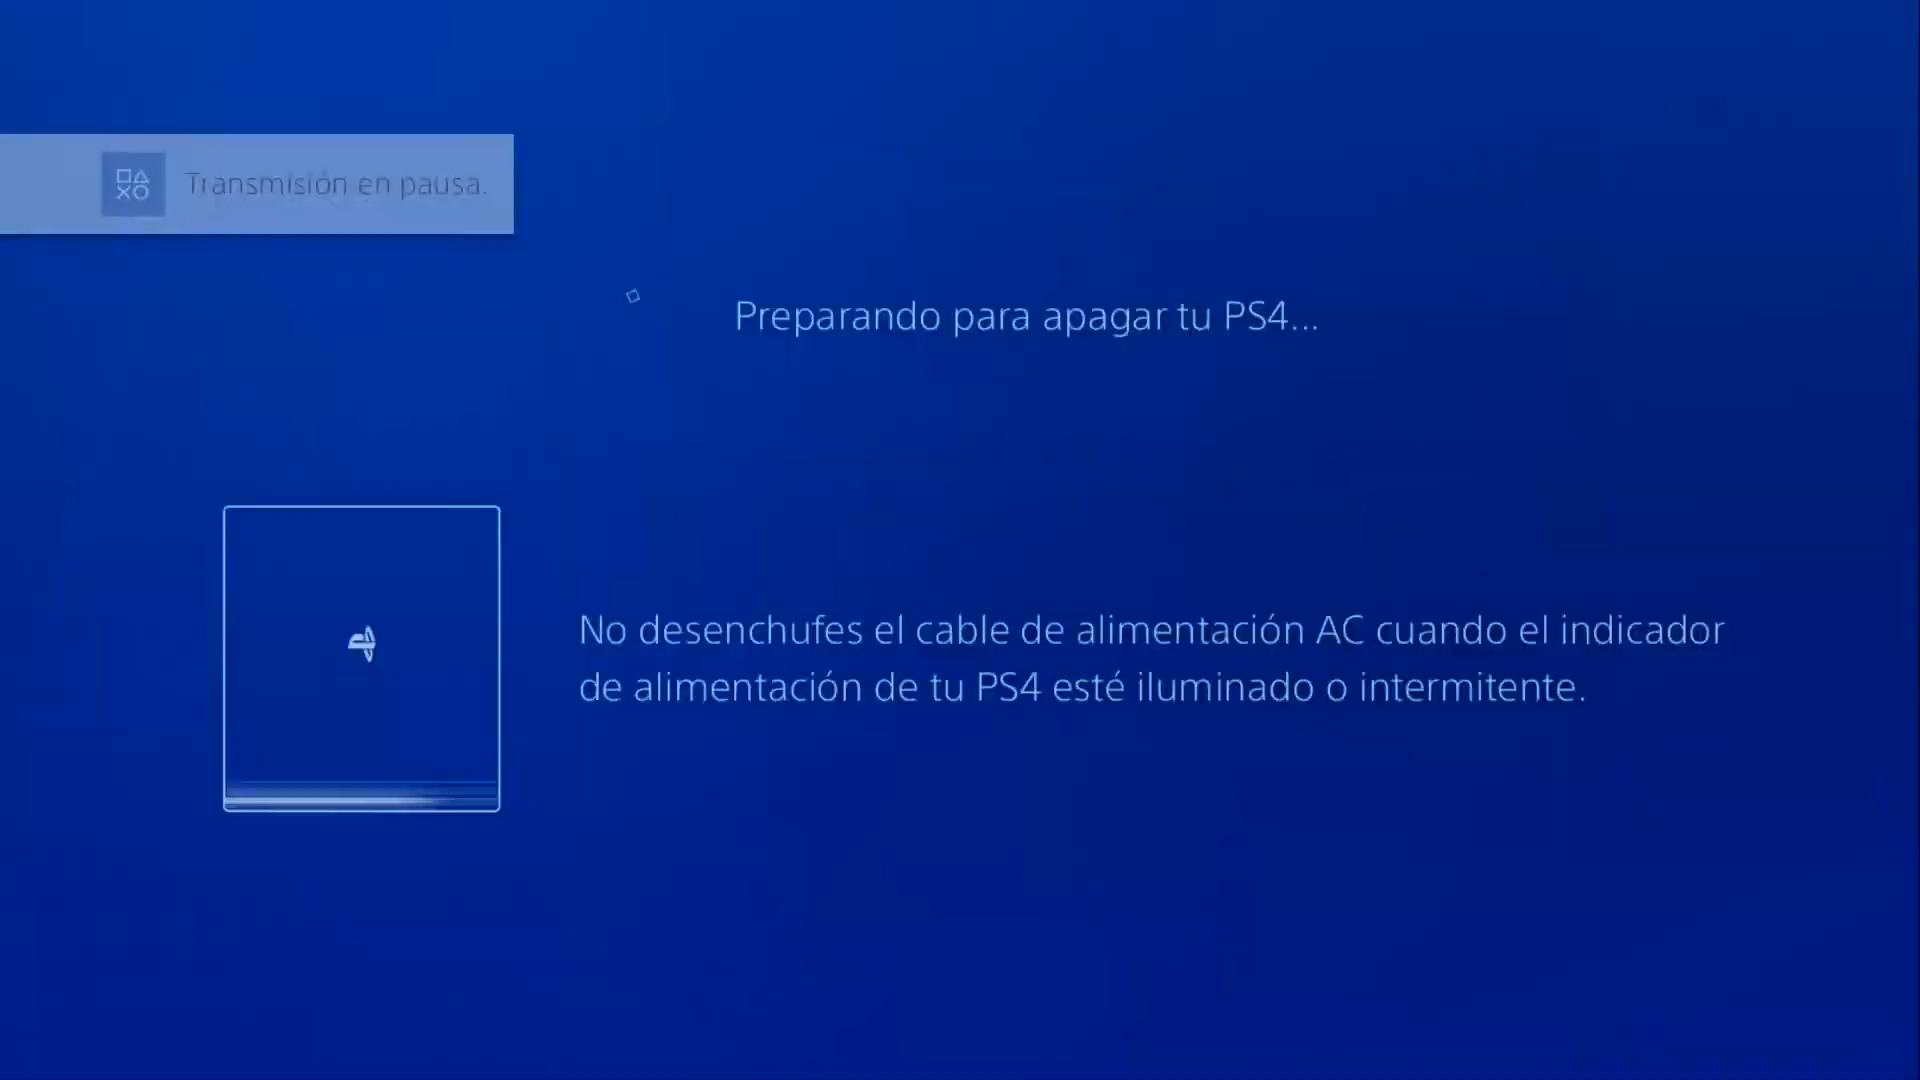 Transmisión en pausa.
Preparando para apagar tu PS4...
No desenchufes el cable de alimentación AC cuando el indicador
de alimentación de tu PS4 esté iluminado o intermitente.